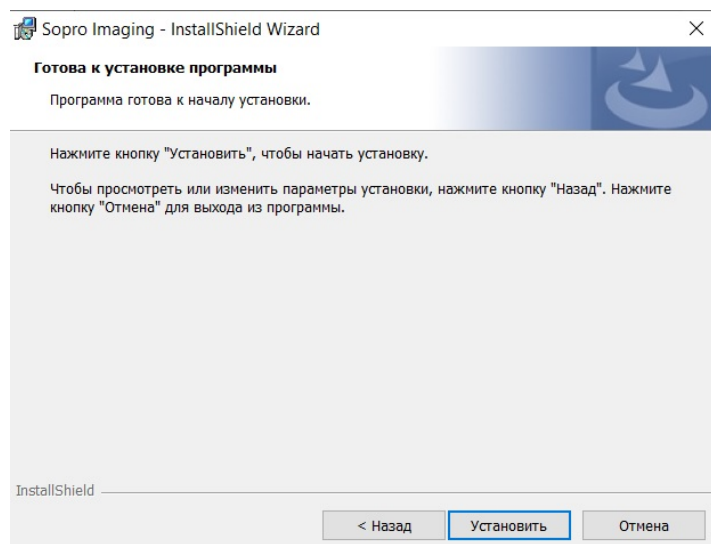 Sopro Imaging - InstallShield Wizard
Готова к установке программы
Программа готова к началу установки.
Нажмите кнопку "Установить", чтобы начать установку.
Чтобы просмотреть или изменить параметры установки, нажмите кнопку "Назад". Нажмите
кнопку "Отмена" для выхода из программы.
InstallShield
< Назад
Установить
Отмена